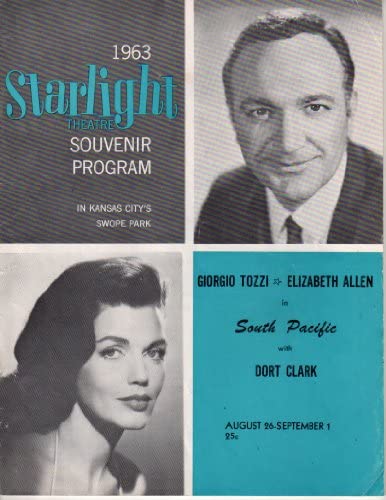 1963
Starlight
THEATRE
SOUVENIR
PROGRAM
IN KANSAS CITY'S
SWOPE PARK
GIORGIO TOZZI ☆ ELIZABETH ALLEN
in
South Pacific
with
DORT CLARK
AUGUST 26-SEPTEMBER 1
25c